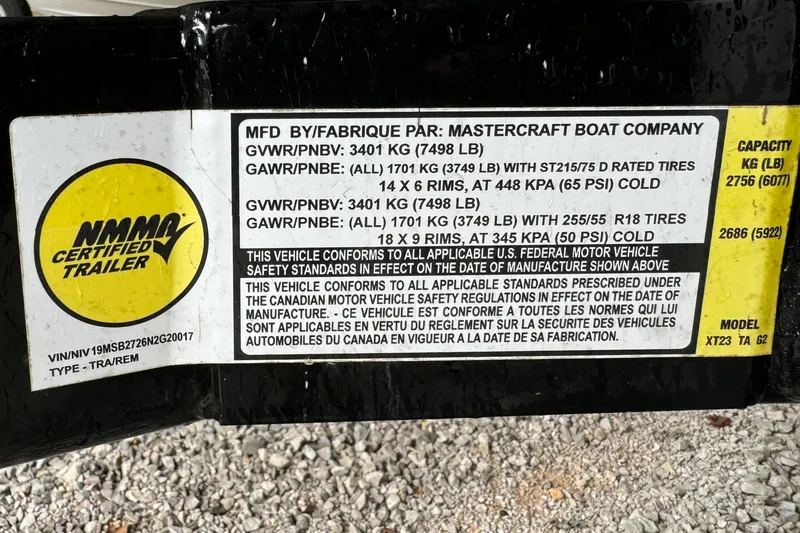 NMMA
CERTIFIED
TRAILER
VIN/NIV 19MSB2726N2G20017
TYPE - TRA/REM
MFD BY/FABRIQUE PAR: MASTERCRAFT BOAT COMPANY
GVWR/PNBV: 3401 KG (7498 LB)
GAWR/PNBE: (ALL) 1701 KG (3749 LB) WITH ST215/75 D RATED TIRES
14 X 6 RIMS, AT 448 KPA (65 PSI) COLD
GVWR/PNBV: 3401 KG (7498 LB)
GAWR/PNBE: (ALL) 1701 KG (3749 LB) WITH 255/55 R18 TIRES
18 X 9 RIMS, AT 345 KPA (50 PSI) COLD
THIS VEHICLE CONFORMS TO ALL APPLICABLE U.S. FEDERAL MOTOR VEHICLE
SAFETY STANDARDS IN EFFECT ON THE DATE OF MANUFACTURE SHOWN ABOVE
THIS VEHICLE CONFORMS TO ALL APPLICABLE STANDARDS PRESCRIBED UNDER
THE CANADIAN MOTOR VEHICLE SAFETY REGULATIONS IN EFFECT ON THE DATE OF
MANUFACTURE. - CE VEHICULE EST CONFORME A TOUTES LES NORMES QUI LUI
SONT APPLICABLES EN VERTU DU REGLEMENT SUR LA SECURITE DES VEHICULES
AUTOMOBILES DU CANADA EN VIGUEUR A LA DATE DE SA FABRICATION.
CAPACITY
KG (LB)
2756 (6077)
2686 (5922)
MODEL
XT23 TA G2